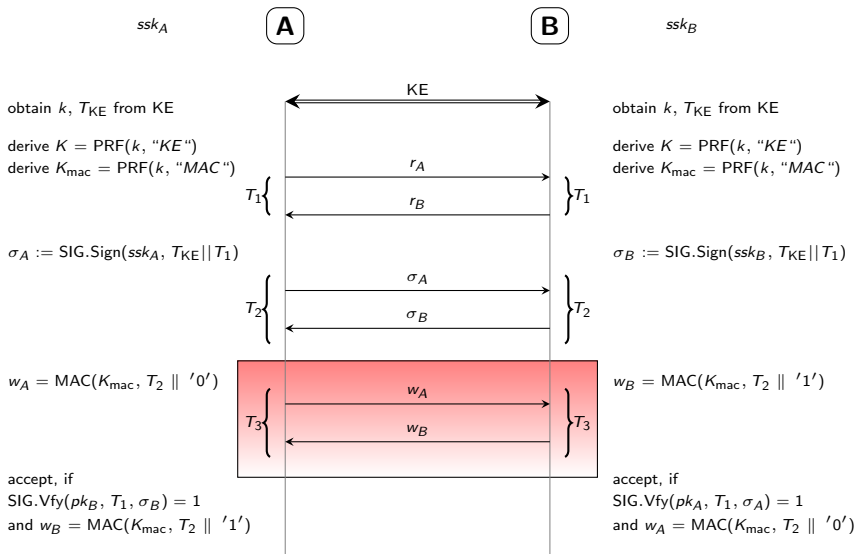 ssk_A A B ssk_B
KE
obtain k, T_KE from KE
obtain k, T_KE from KE
derive K = PRF(k, “KE“)
derive K_mac = PRF(k, “MAC“)
derive K = PRF(k, “KE“)
derive K_mac = PRF(k, “MAC“)
r_A
T_1
T_1
r_B
σ_A := SIG.Sign(ssk_A, T_KE||T_1)
σ_B := SIG.Sign(ssk_B, T_KE||T_1)
σ_A
T_2
T_2
σ_B
w_A = MAC(K_mac, T_2 ∥ '0')
w_B = MAC(K_mac, T_2 ∥ '1')
w_A
T_3
T_3
w_B
accept, if
SIG.Vfy(pk_B, T_1, σ_B) = 1
and w_B = MAC(K_mac, T_2 ∥ '1')
accept, if
SIG.Vfy(pk_A, T_1, σ_A) = 1
and w_A = MAC(K_mac, T_2 ∥ '0')